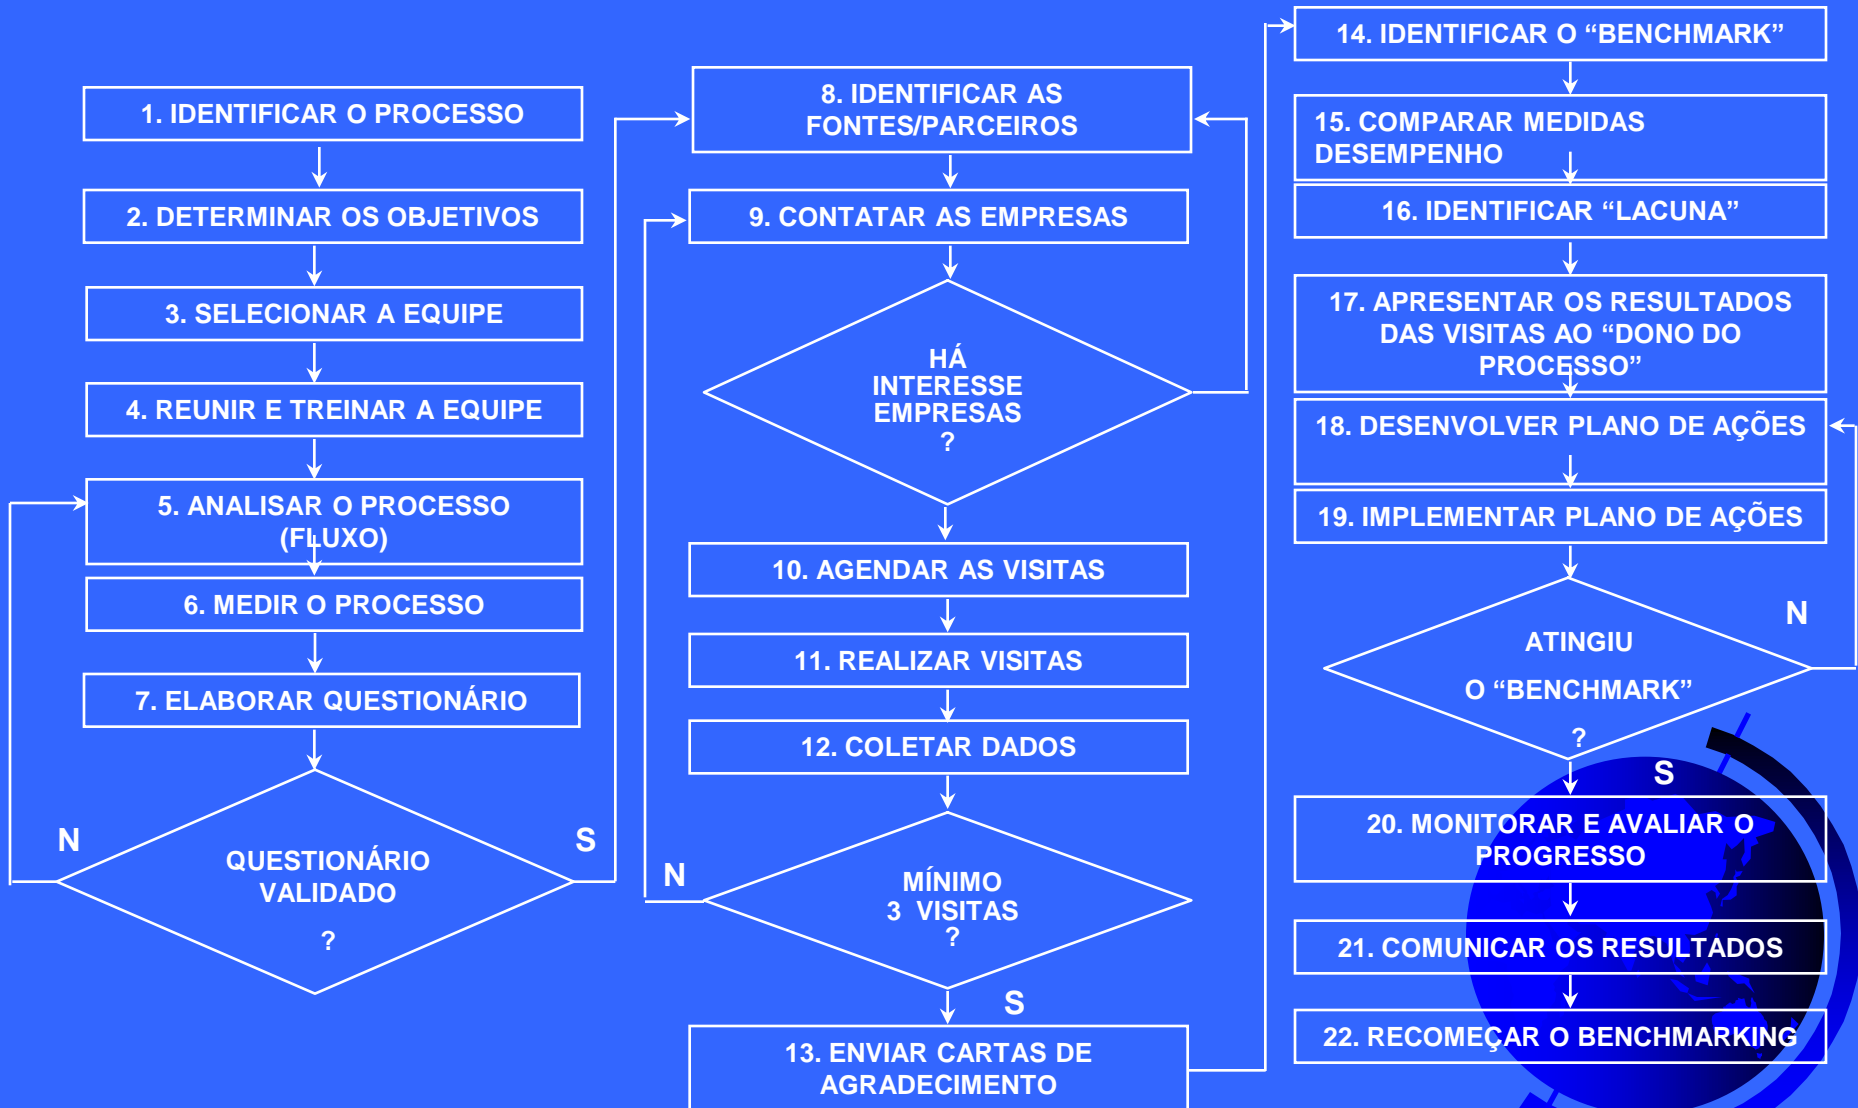 1. IDENTIFICAR O PROCESSO
2. DETERMINAR OS OBJETIVOS
3. SELECIONAR A EQUIPE
4. REUNIR E TREINAR A EQUIPE
5. ANALISAR O PROCESSO
(FLUXO)
6. MEDIR O PROCESSO
7. ELABORAR QUESTIONÁRIO
N
S
QUESTIONÁRIO
VALIDADO
?
8. IDENTIFICAR AS
FONTES/PARCEIROS
9. CONTATAR AS EMPRESAS
HÁ
INTERESSE
EMPRESAS
?
10. AGENDAR AS VISITAS
11. REALIZAR VISITAS
12. COLETAR DADOS
N
MÍNIMO
3 VISITAS
?
S
13. ENVIAR CARTAS DE
AGRADECIMENTO
14. IDENTIFICAR O “BENCHMARK”
15. COMPARAR MEDIDAS
DESEMPENHO
16. IDENTIFICAR “LACUNA”
17. APRESENTAR OS RESULTADOS
DAS VISITAS AO “DONO DO
PROCESSO”
18. DESENVOLVER PLANO DE AÇÕES
19. IMPLEMENTAR PLANO DE AÇÕES
N
ATINGIU
O “BENCHMARK”
?
S
20. MONITORAR E AVALIAR O
PROGRESSO
21. COMUNICAR OS RESULTADOS
22. RECOMEÇAR O BENCHMARKING